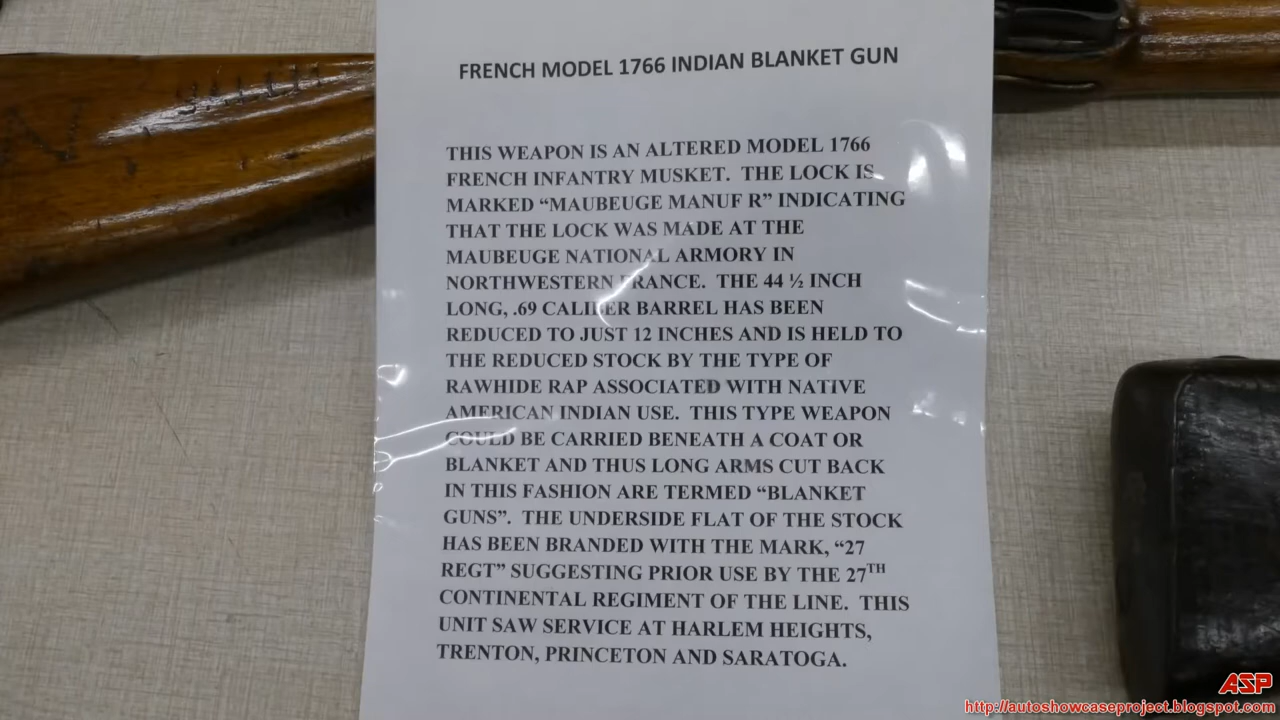 FRENCH MODEL 1766 INDIAN BLANKET GUN
THIS WEAPON IS AN ALTERED MODEL 1766
FRENCH INFANTRY MUSKET. THE LOCK IS
MARKED “MAUBEUGE MANUF R” INDICATING
THAT THE LOCK WAS MADE AT THE
MAUBEUGE NATIONAL ARMORY IN
NORTHWESTERN FRANCE. THE 44 ½ INCH
LONG, .69 CALIBER BARREL HAS BEEN
REDUCED TO JUST 12 INCHES AND IS HELD TO
THE REDUCED STOCK BY THE TYPE OF
RAWHIDE RAP ASSOCIATED WITH NATIVE
AMERICAN INDIAN USE. THIS TYPE WEAPON
COULD BE CARRIED BENEATH A COAT OR
BLANKET AND THUS LONG ARMS CUT BACK
IN THIS FASHION ARE TERMED “BLANKET
GUNS”. THE UNDERSIDE FLAT OF THE STOCK
HAS BEEN BRANDED WITH THE MARK, “27
REGT” SUGGESTING PRIOR USE BY THE 27TH
CONTINENTAL REGIMENT OF THE LINE. THIS
UNIT SAW SERVICE AT HARLEM HEIGHTS,
TRENTON, PRINCETON AND SARATOGA.
ASP
http://autoshowcaseproject.blogspot.com